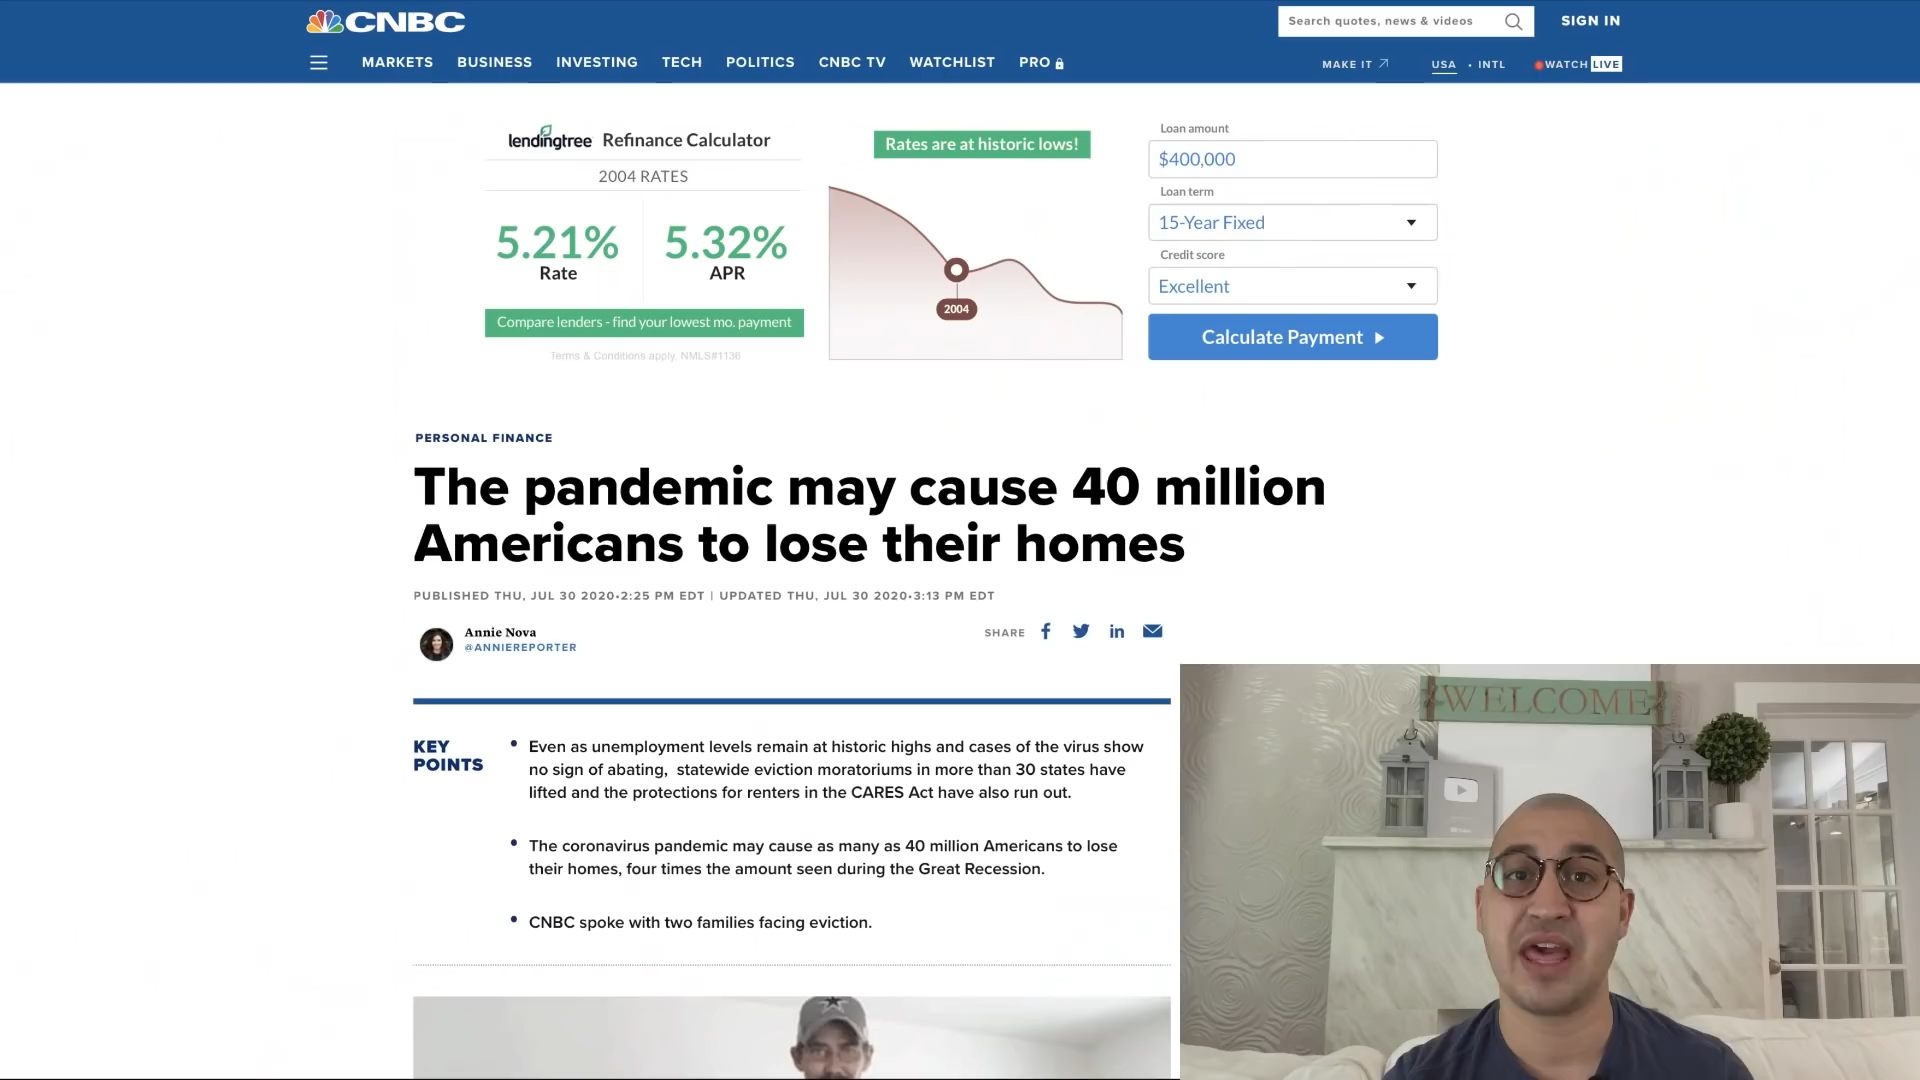 CNBC
Search quotes, news & videos
SIGN IN
MARKETS BUSINESS INVESTING TECH POLITICS CNBC TV WATCHLIST PRO
MAKE IT USA • INTL WATCH LIVE
lendingtree Refinance Calculator
2004 RATES
5.21% 5.32%
Rate APR
Compare lenders - find your lowest mo. payment
Terms & Conditions apply. NMLS#1136
Rates are at historic lows!
2004
Loan amount
$400,000
Loan term
15-Year Fixed
Credit score
Excellent
Calculate Payment
PERSONAL FINANCE
The pandemic may cause 40 million
Americans to lose their homes
PUBLISHED THU, JUL 30 2020•2:25 PM EDT | UPDATED THU, JUL 30 2020•3:13 PM EDT
Annie Nova
@ANNIEREPORTER
SHARE
KEY
POINTS
• Even as unemployment levels remain at historic highs and cases of the virus show
no sign of abating, statewide eviction moratoriums in more than 30 states have
lifted and the protections for renters in the CARES Act have also run out.
• The coronavirus pandemic may cause as many as 40 million Americans to lose
their homes, four times the amount seen during the Great Recession.
• CNBC spoke with two families facing eviction.
WELCOME